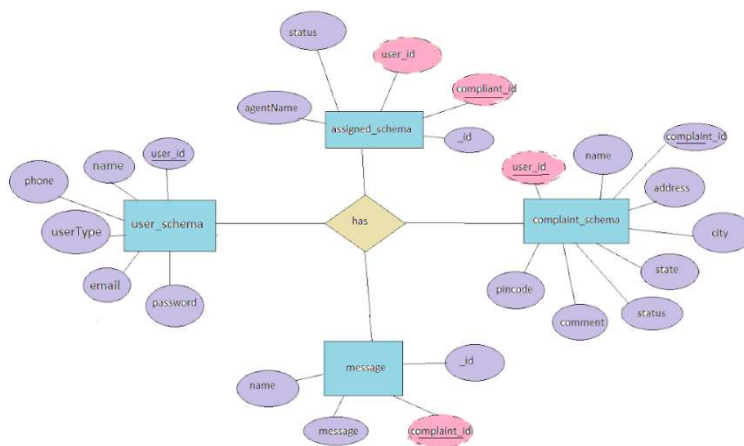 status
user_id
compliant_id
agentName
assigned_schema
_id
name
user_id
phone
userType
user_schema
email
password
has
user_id
name
complaint_id
address
complaint_schema
city
state
pincode
comment
status
message
_id
name
message
complaint_id